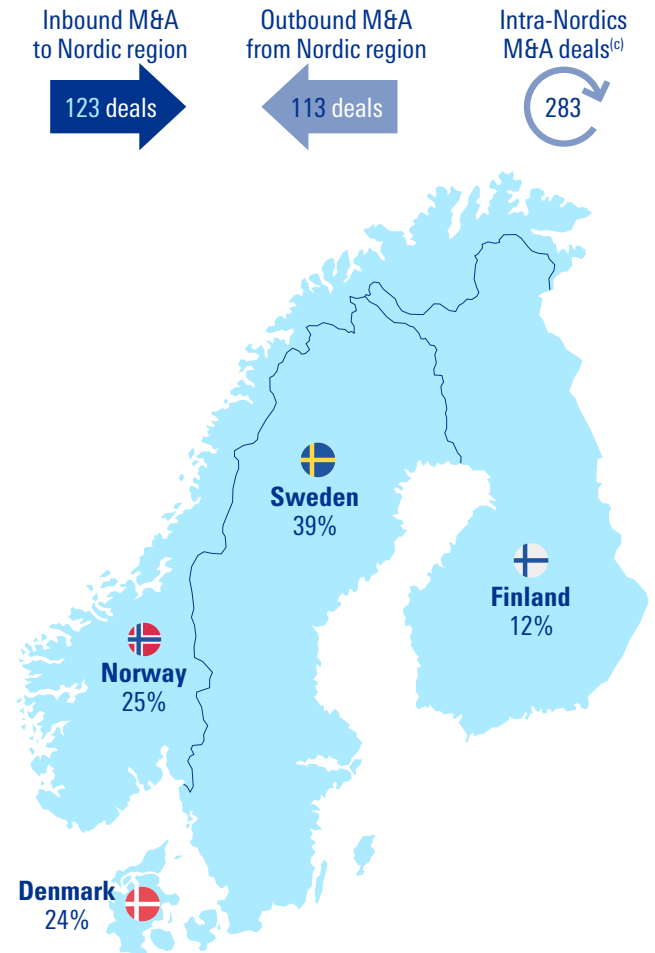 Inbound M&A
to Nordic region
123 deals
Outbound M&A
from Nordic region
113 deals
Intra-Nordics
M&A deals(c)
283
Sweden
39%
Finland
12%
Norway
25%
Denmark
24%